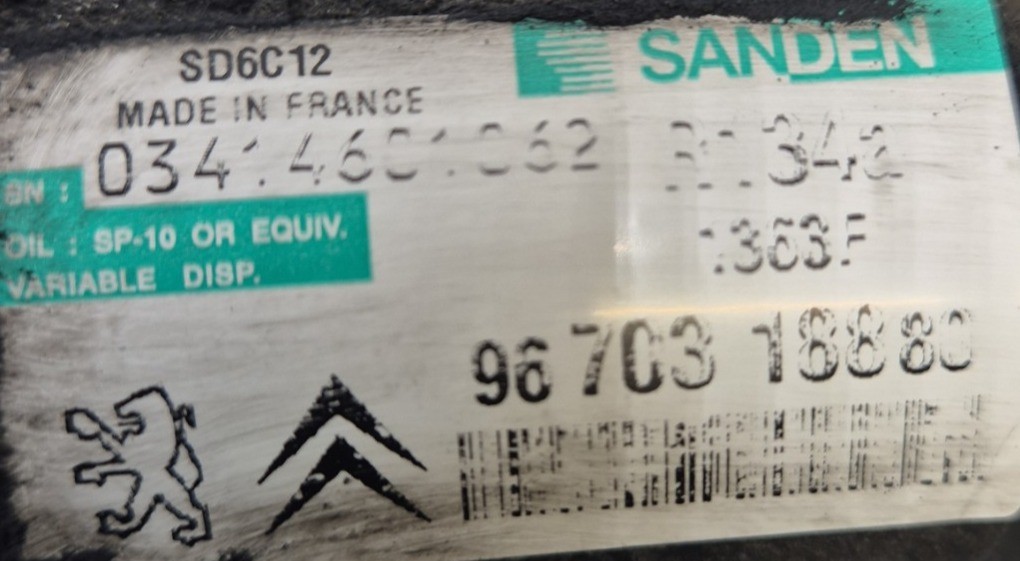 SANDEN
SD6C12
MADE IN FRANCE
SN :
OIL : SP-10 OR EQUIV.
VARIABLE DISP.
96 703 188 80